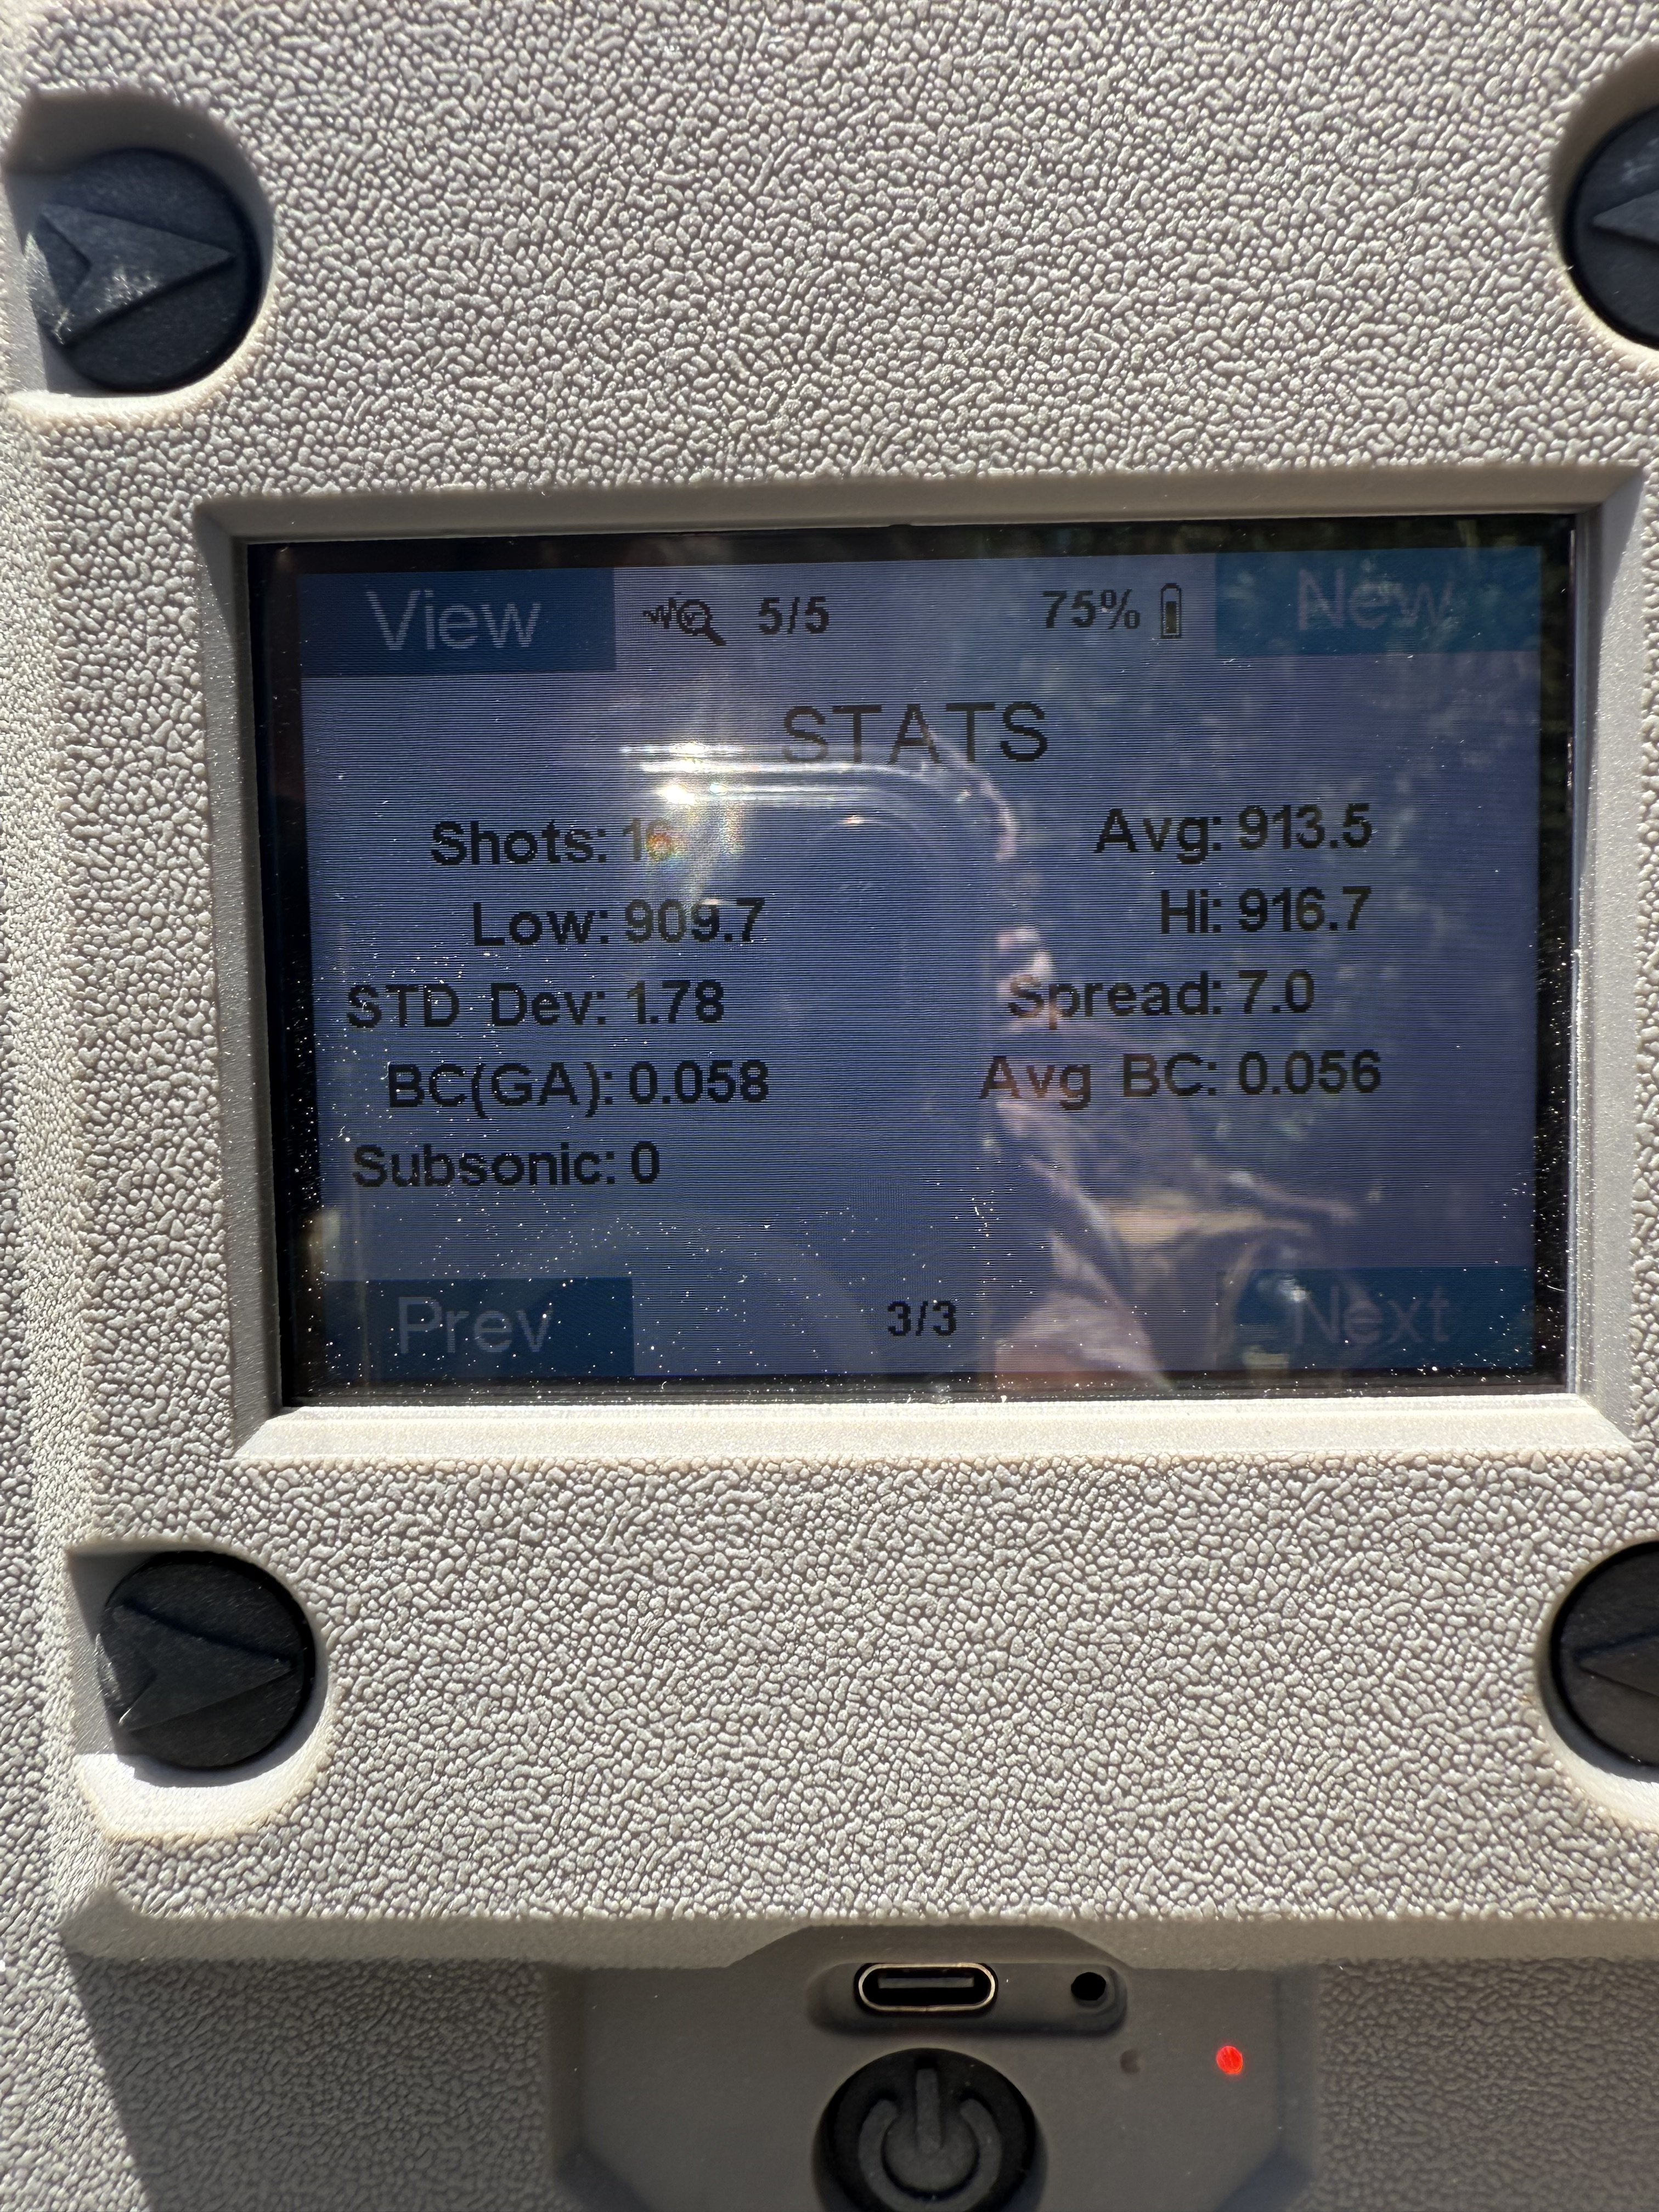 View 5/5 75% New
STATS
Shots: 16 Avg: 913.5
Low: 909.7 Hi: 916.7
STD Dev: 1.78 Spread: 7.0
BC(GA): 0.058 Avg BC: 0.056
Subsonic: 0
Prev 3/3 Next